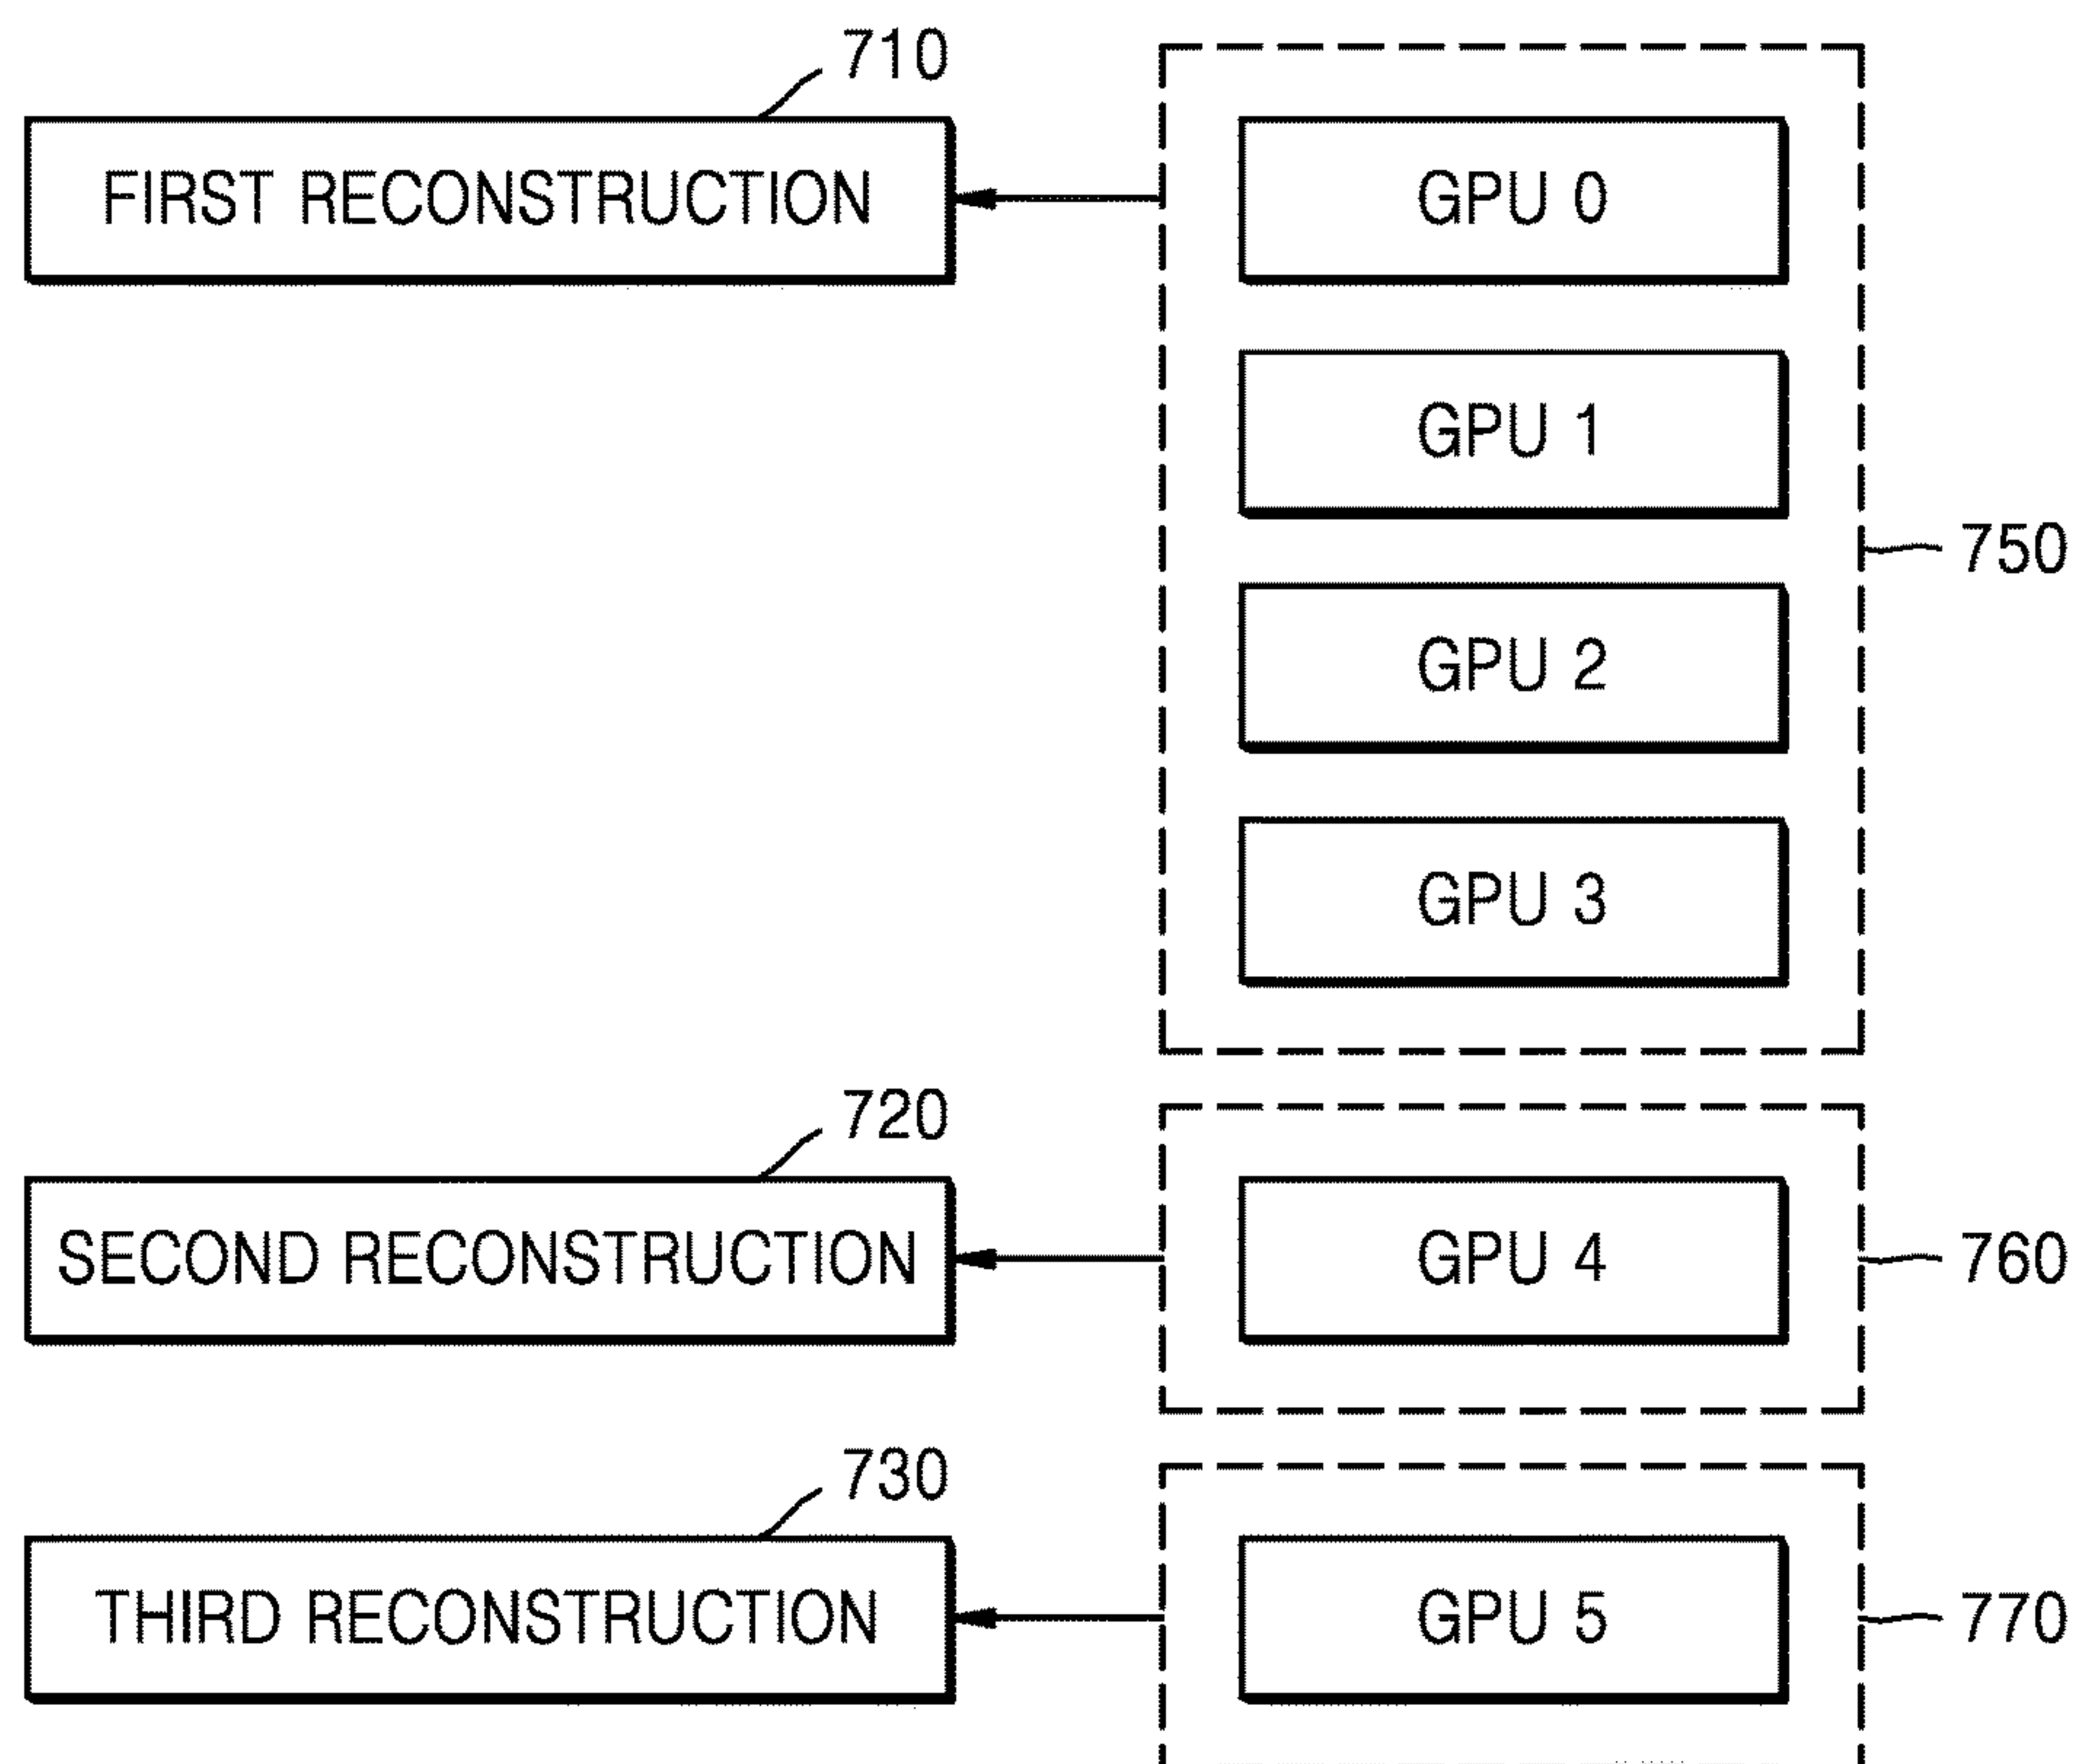 710
FIRST RECONSTRUCTION
GPU 0
GPU 1
750
GPU 2
GPU 3
720
SECOND RECONSTRUCTION
GPU 4
760
730
THIRD RECONSTRUCTION
GPU 5
770